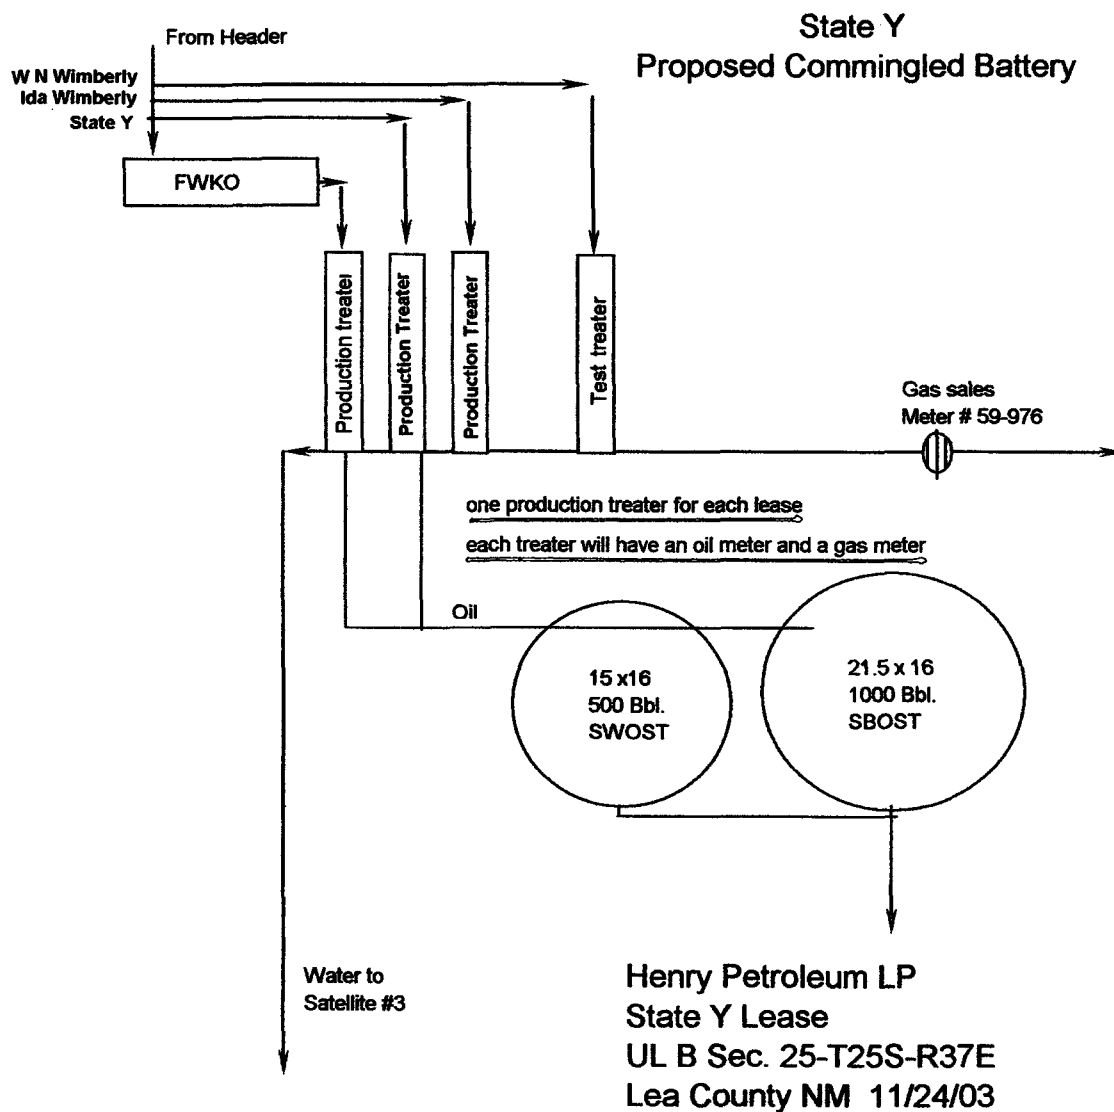 State Y
Proposed Commingled Battery
From Header
W N Wimberly
Ida Wimberly
State Y
FWKO
Production treater
Production Treater
Production Treater
Test treater
Gas sales
Meter # 59-976
one production treater for each lease
each treater will have an oil meter and a gas meter
Oil
15 x16
500 Bbl.
SWOST
21.5 x 16
1000 Bbl.
SBOST
Water to
Satellite #3
Henry Petroleum LP
State Y Lease
UL B Sec. 25-T25S-R37E
Lea County NM 11/24/03